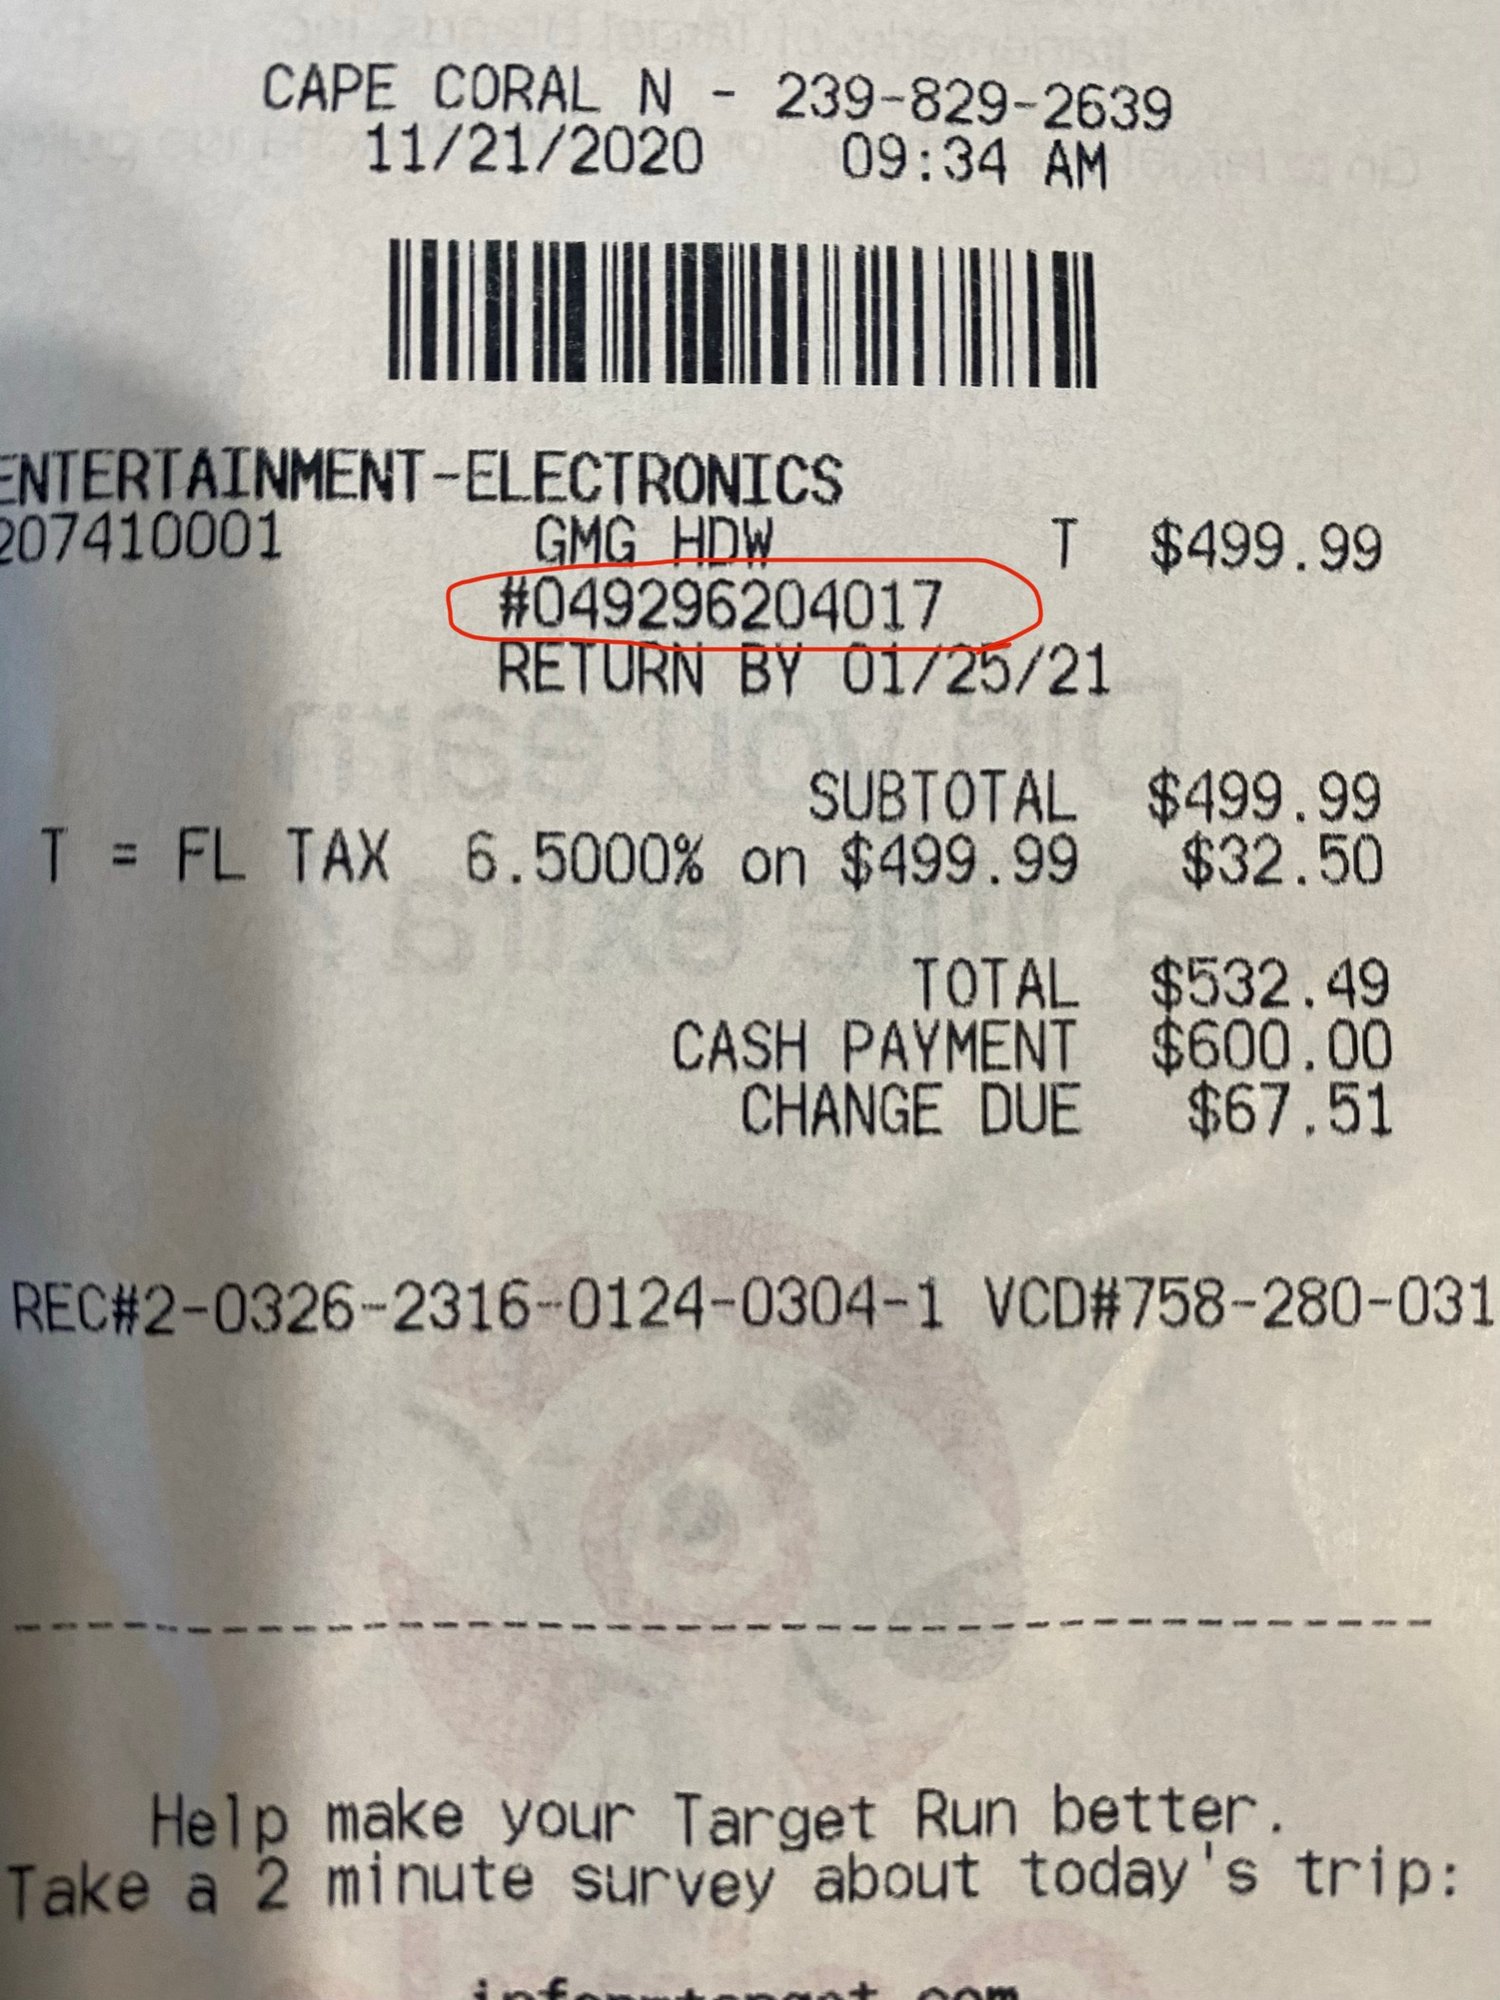 CAPE CORAL N - 239-829-2639
11/21/2020 09:34 AM
ENTERTAINMENT-ELECTRONICS
207410001 GMG HDW T $499.99
#049296204017
RETURN BY 01/25/21
SUBTOTAL $499.99
T = FL TAX 6.5000% on $499.99 $32.50
TOTAL $532.49
CASH PAYMENT $600.00
CHANGE DUE $67.51
REC#2-0326-2316-0124-0304-1 VCD#758-280-031
Help make your Target Run better.
Take a 2 minute survey about today's trip: